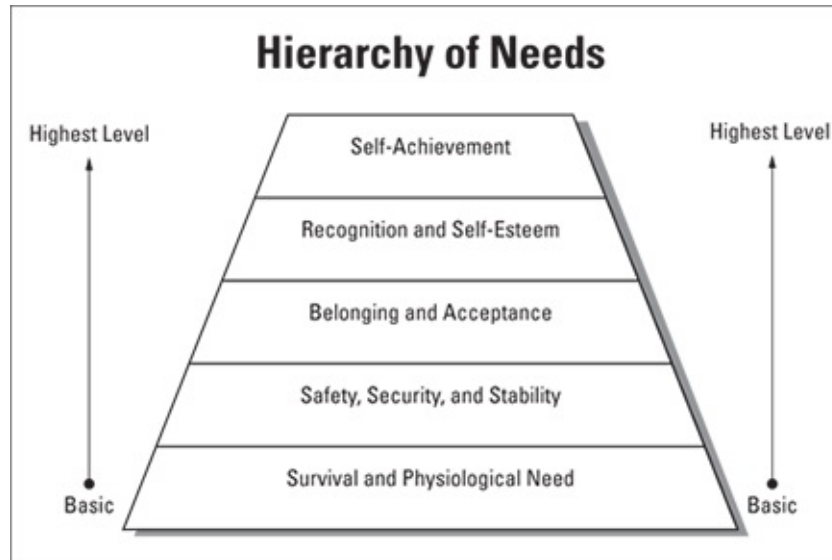 Hierarchy of Needs
Highest Level
Highest Level
Self-Achievement
Recognition and Self-Esteem
Belonging and Acceptance
Safety, Security, and Stability
Survival and Physiological Need
Basic
Basic